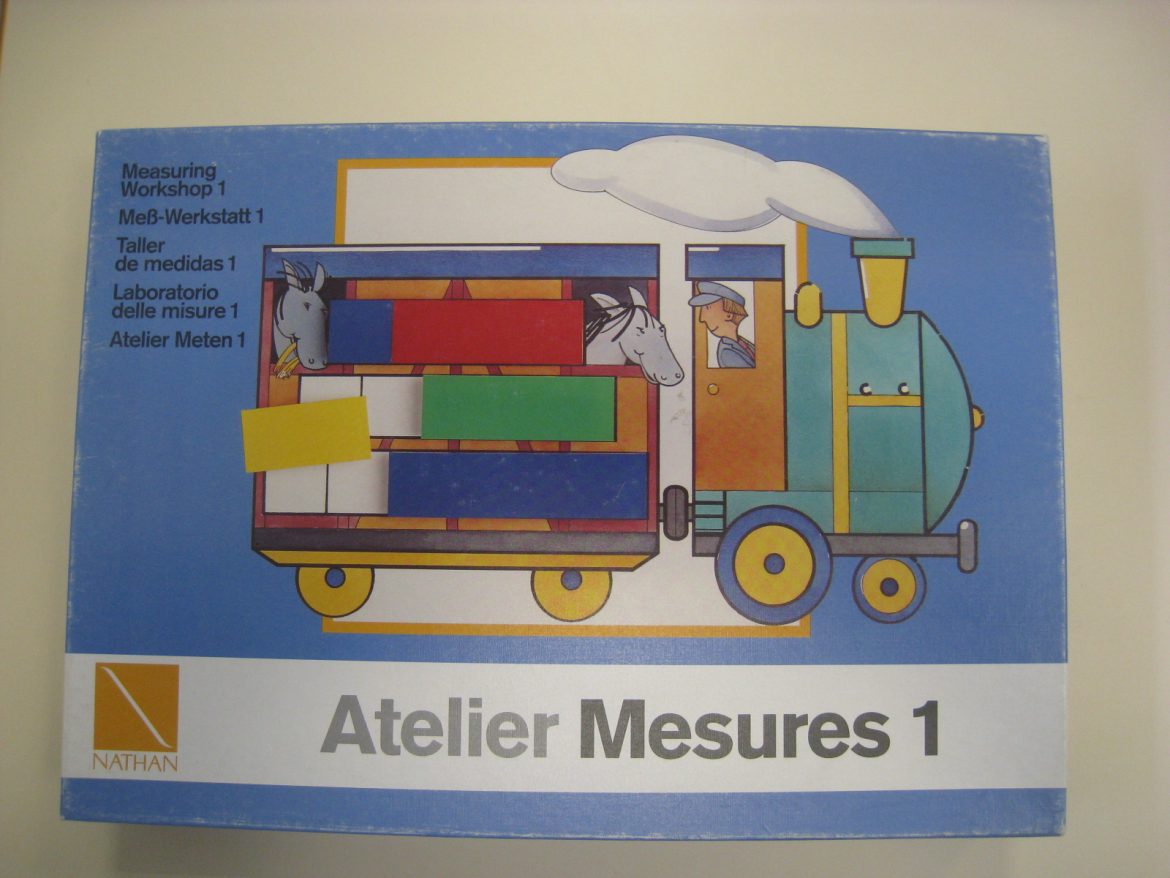 Measuring
Workshop 1
Meß-Werkstatt 1
Taller
de medidas 1
Laboratorio
delle misure 1
Atelier Meten 1
NATHAN
Atelier Mesures 1